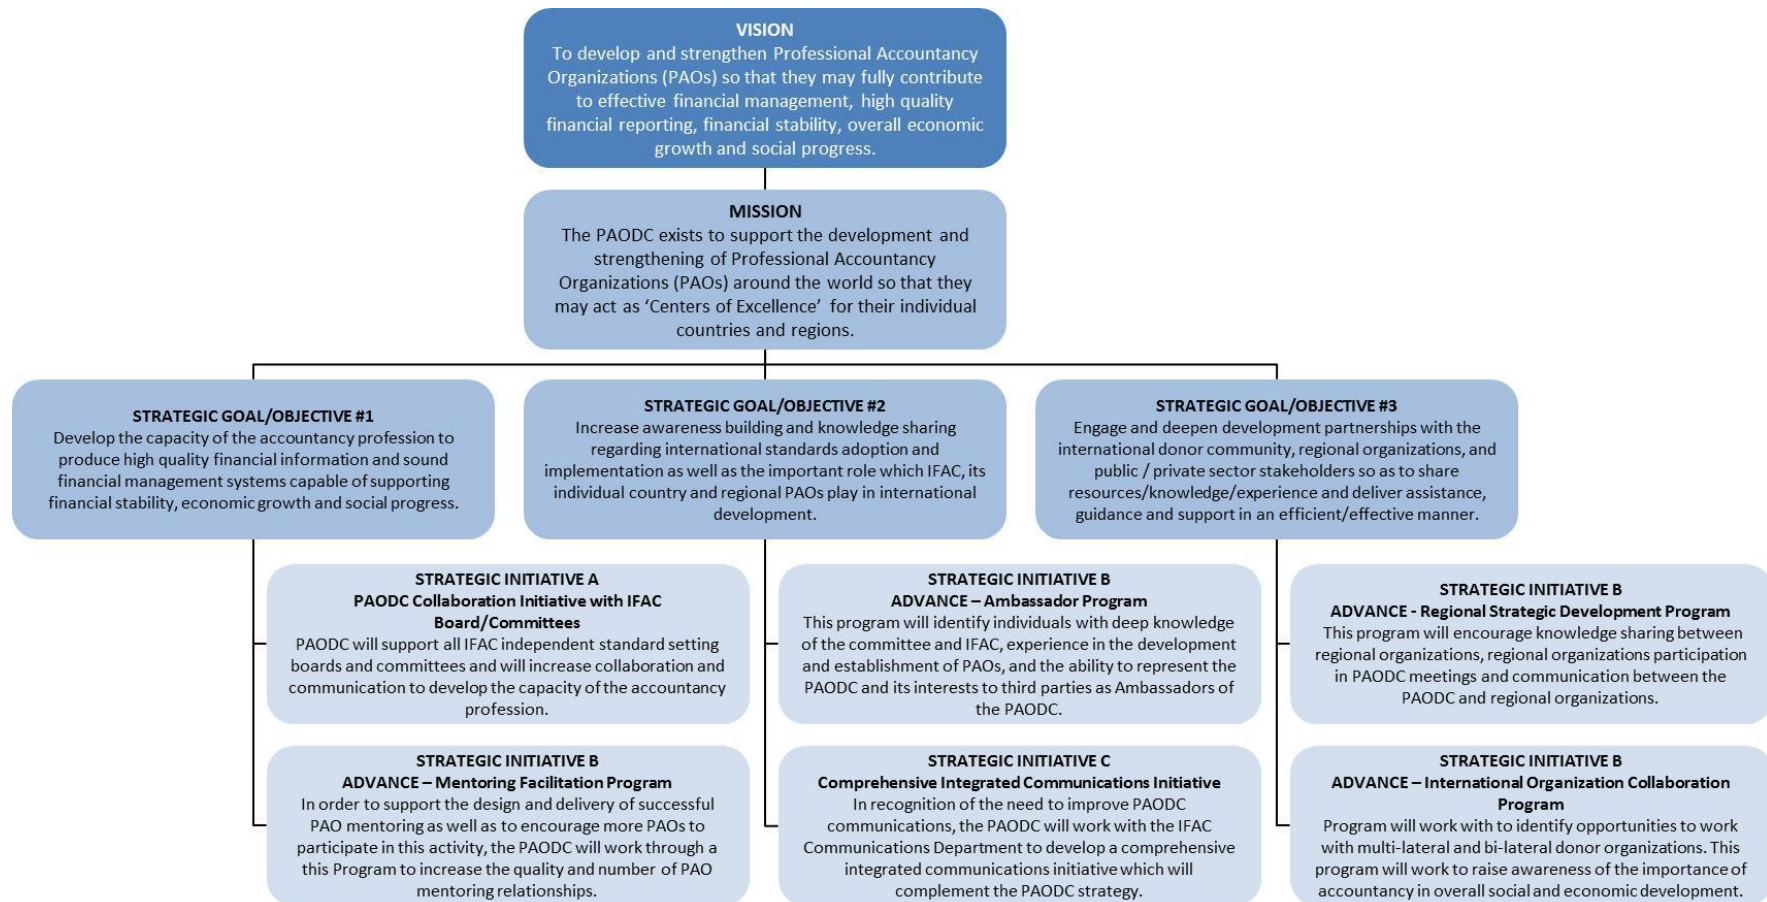 VISION
To develop and strengthen Professional Accountancy
Organizations (PAOs) so that they may fully contribute
to effective financial management, high quality
financial reporting, financial stability, overall economic
growth and social progress.
MISSION
The PAODC exists to support the development and
strengthening of Professional Accountancy
Organizations (PAOs) around the world so that they
may act as ‘Centers of Excellence’ for their individual
countries and regions.
STRATEGIC GOAL/OBJECTIVE #1
Develop the capacity of the accountancy profession to
produce high quality financial information and sound
financial management systems capable of supporting
financial stability, economic growth and social progress.
STRATEGIC GOAL/OBJECTIVE #2
Increase awareness building and knowledge sharing
regarding international standards adoption and
implementation as well as the important role which IFAC, its
individual country and regional PAOs play in international
development.
STRATEGIC GOAL/OBJECTIVE #3
Engage and deepen development partnerships with the
international donor community, regional organizations, and
public / private sector stakeholders so as to share
resources/knowledge/experience and deliver assistance,
guidance and support in an efficient/effective manner.
STRATEGIC INITIATIVE A
PAODC Collaboration Initiative with IFAC
Board/Committees
PAODC will support all IFAC independent standard setting
boards and committees and will increase collaboration and
communication to develop the capacity of the accountancy
profession.
STRATEGIC INITIATIVE B
ADVANCE – Ambassador Program
This program will identify individuals with deep knowledge
of the committee and IFAC, experience in the development
and establishment of PAOs, and the ability to represent the
PAODC and its interests to third parties as Ambassadors of
the PAODC.
STRATEGIC INITIATIVE B
ADVANCE - Regional Strategic Development Program
This program will encourage knowledge sharing between
regional organizations, regional organizations participation
in PAODC meetings and communication between the
PAODC and regional organizations.
STRATEGIC INITIATIVE B
ADVANCE – Mentoring Facilitation Program
In order to support the design and delivery of successful
PAO mentoring as well as to encourage more PAOs to
participate in this activity, the PAODC will work through a
this Program to increase the quality and number of PAO
mentoring relationships.
STRATEGIC INITIATIVE C
Comprehensive Integrated Communications Initiative
In recognition of the need to improve PAODC
communications, the PAODC will work with the IFAC
Communications Department to develop a comprehensive
integrated communications initiative which will
complement the PAODC strategy.
STRATEGIC INITIATIVE B
ADVANCE – International Organization Collaboration
Program
Program will work with to identify opportunities to work
with multi-lateral and bi-lateral donor organizations. This
program will work to raise awareness of the importance of
accountancy in overall social and economic development.